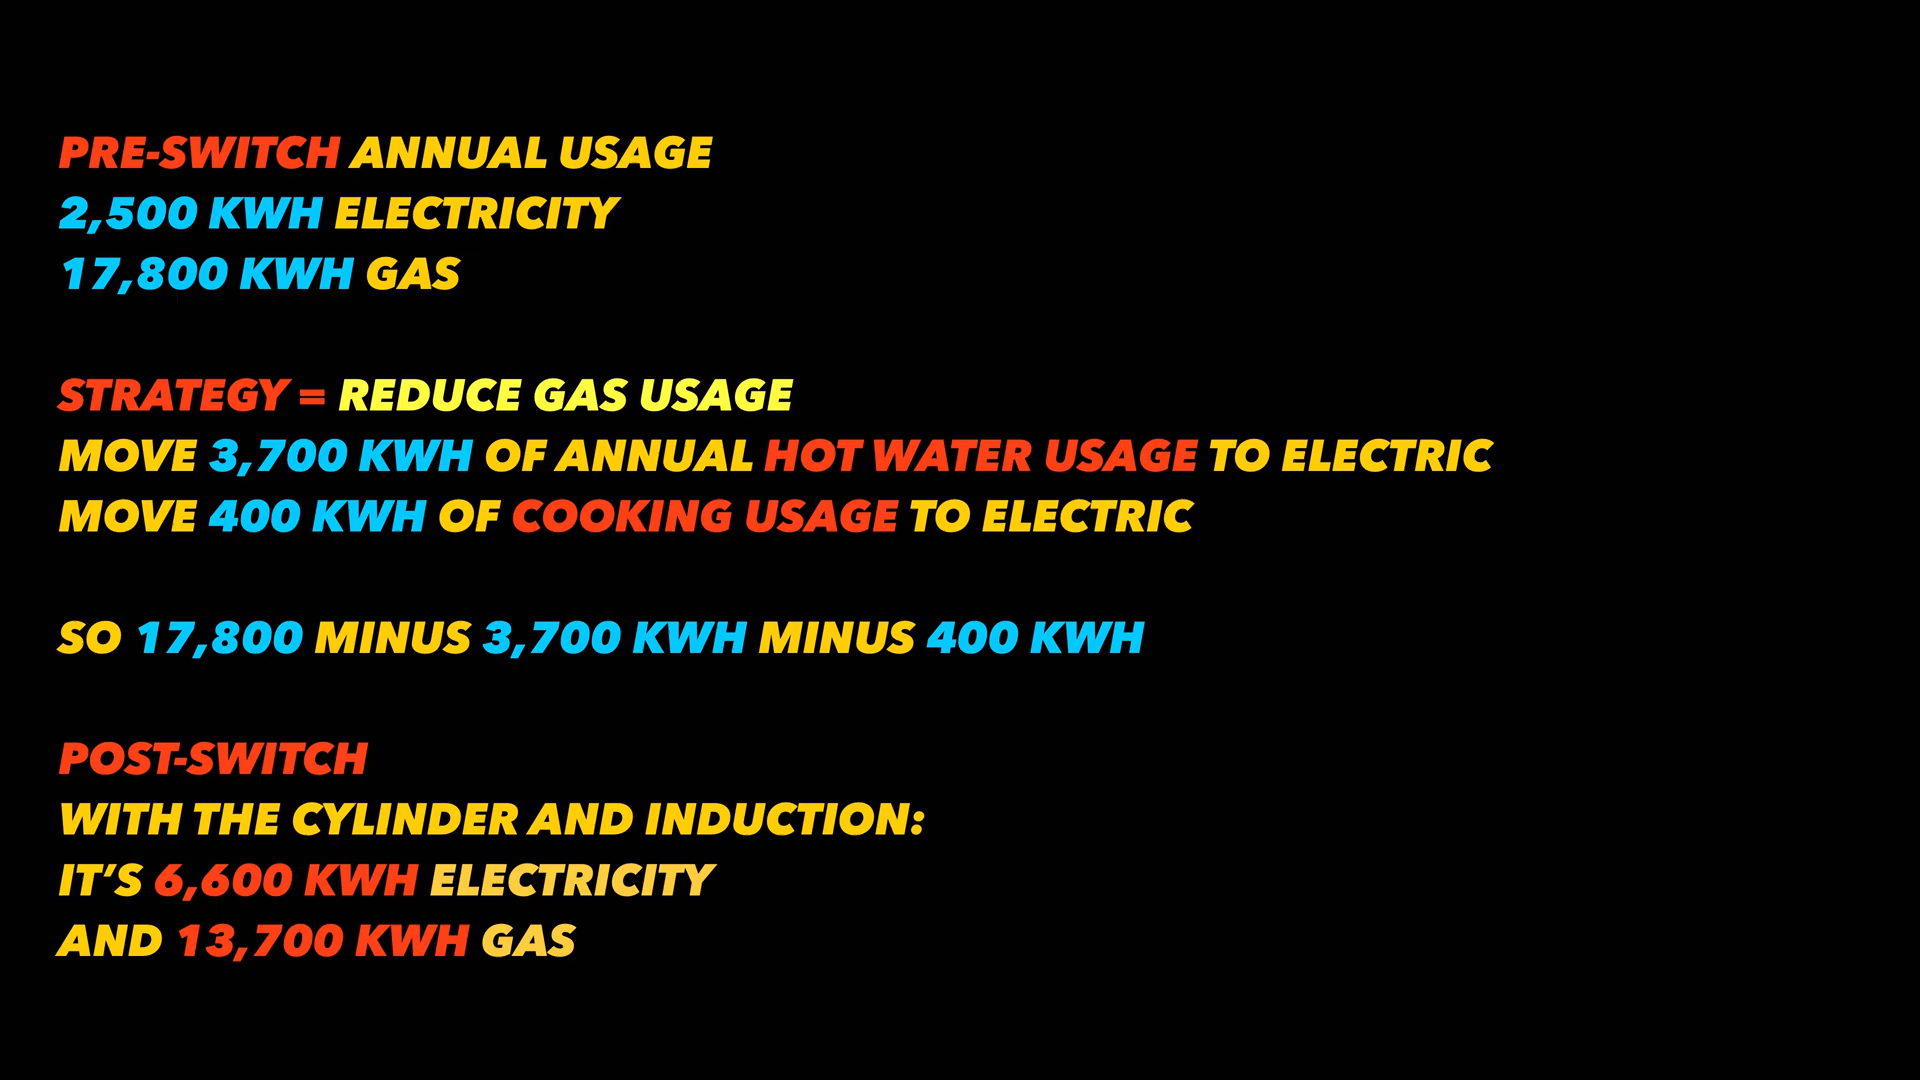 PRE-SWITCH ANNUAL USAGE
2,500 KWH ELECTRICITY
17,800 KWH GAS
STRATEGY = REDUCE GAS USAGE
MOVE 3,700 KWH OF ANNUAL HOT WATER USAGE TO ELECTRIC
MOVE 400 KWH OF COOKING USAGE TO ELECTRIC
SO 17,800 MINUS 3,700 KWH MINUS 400 KWH
POST-SWITCH
WITH THE CYLINDER AND INDUCTION:
IT’S 6,600 KWH ELECTRICITY
AND 13,700 KWH GAS